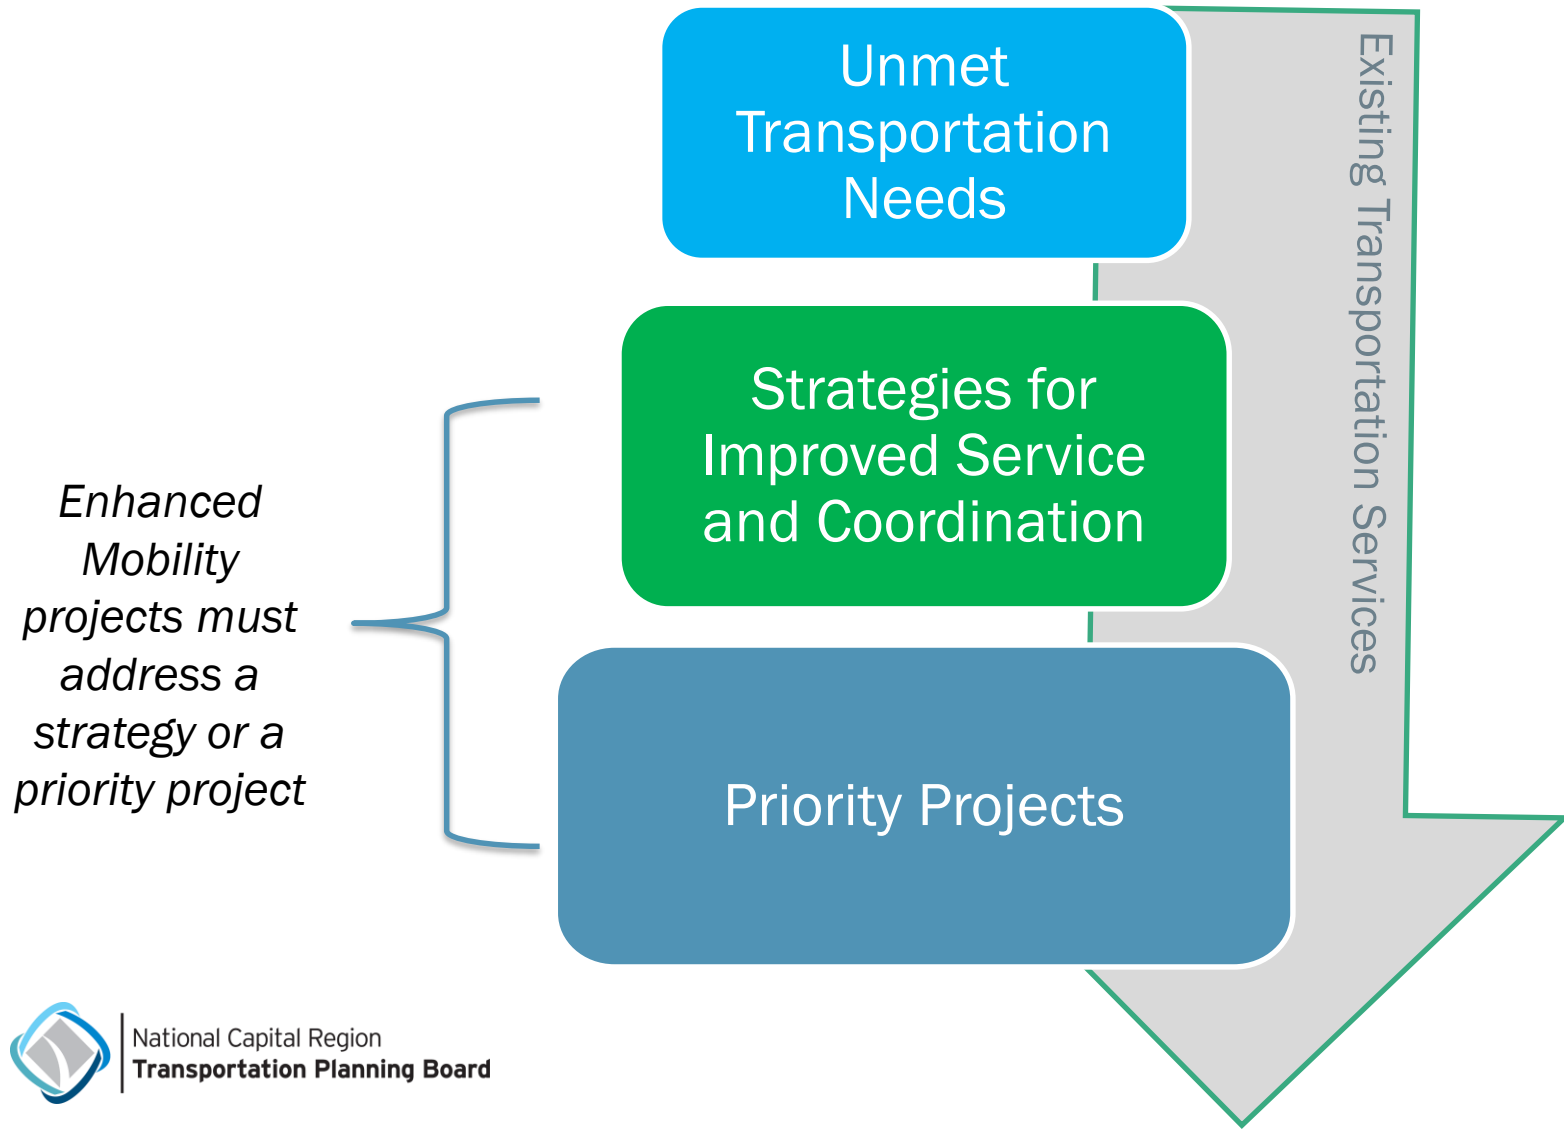 Unmet
Transportation
Needs
Existing Transportation Services
Strategies for
Improved Service
and Coordination
Enhanced
Mobility
projects must
address a
strategy or a
priority project
Priority Projects
National Capital Region
Transportation Planning Board